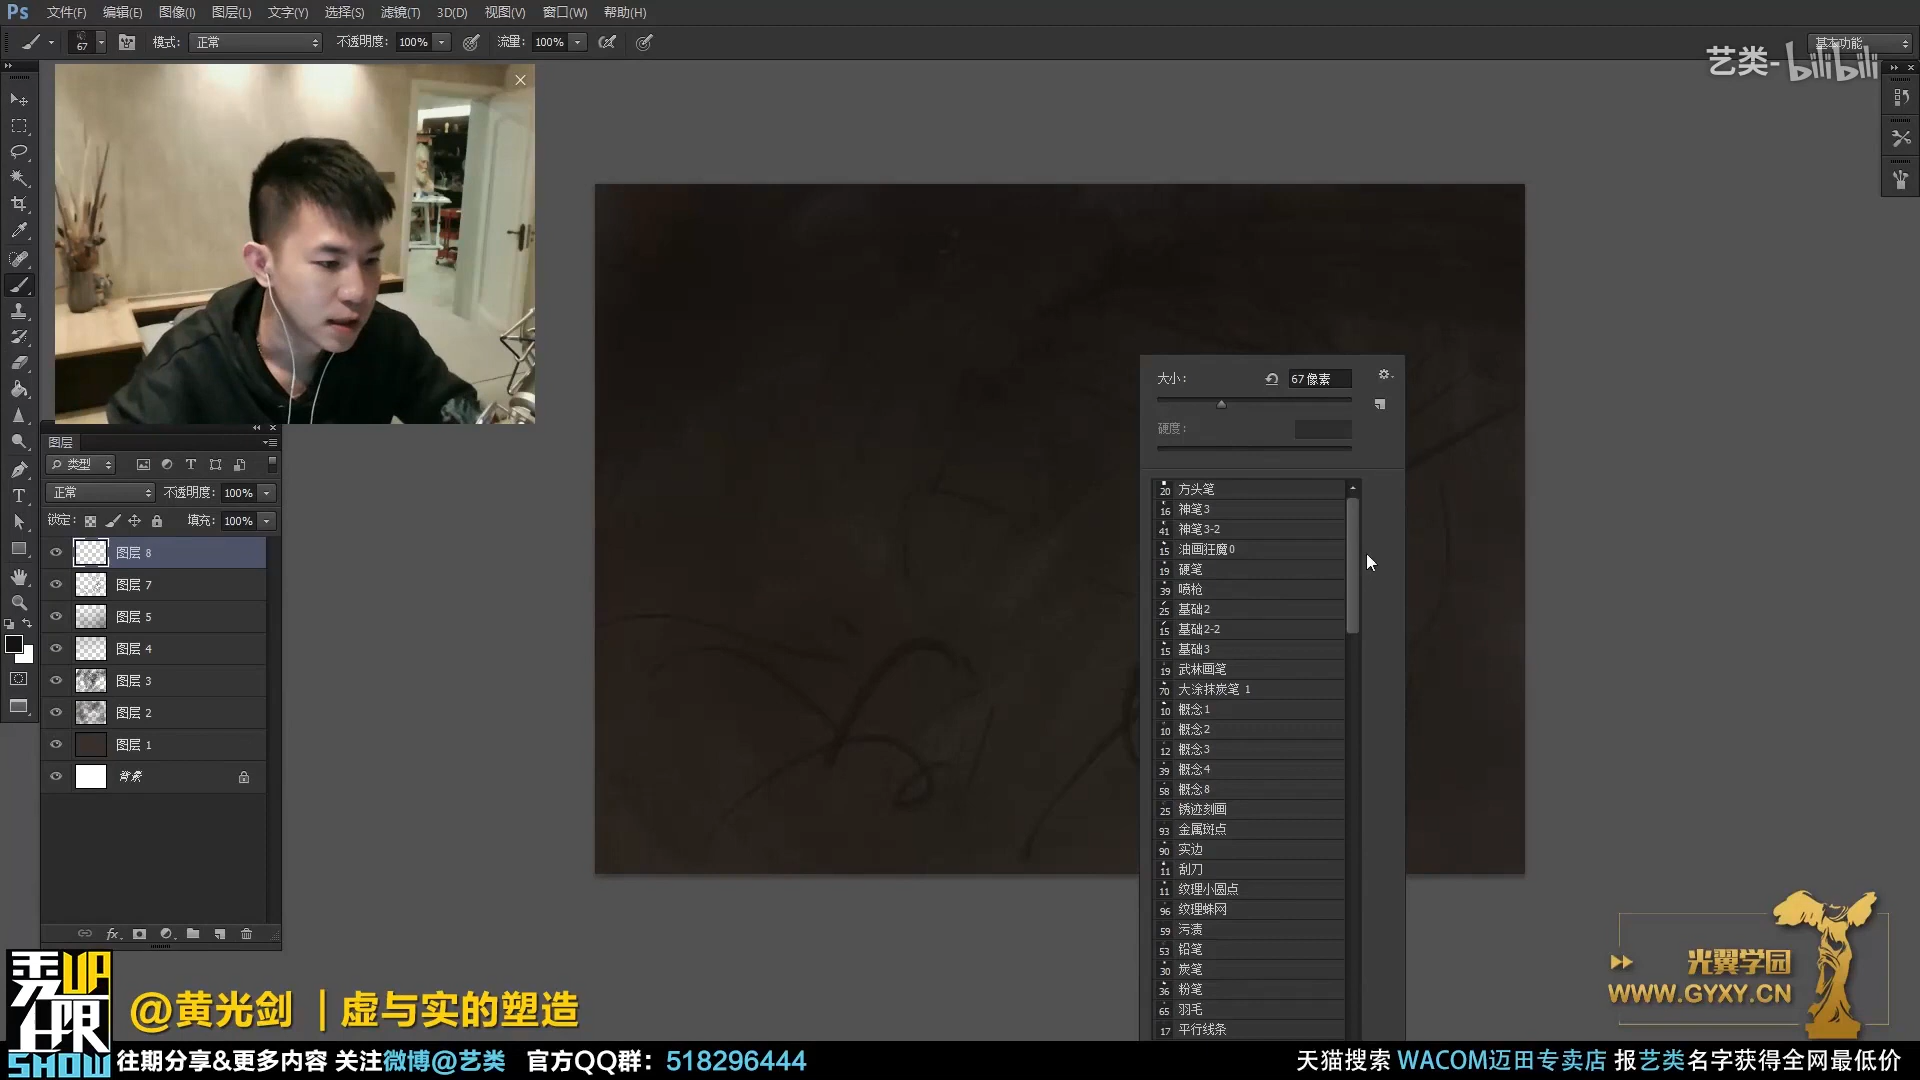 Ps 文件(F) 编辑(E) 图像(I) 图层(L) 文字(Y) 选择(S) 滤镜(T) 3D(D) 视图(V) 窗口(W) 帮助(H)
67 模式: 正常 不透明度: 100% 流量: 100% 基本功能
艺类-bilibili
图层
类型
正常 不透明度: 100%
锁定: 填充: 100%
图层 8
图层 7
图层 5
图层 4
图层 3
图层 2
图层 1
背景
fx
大小: 67 像素
硬度:
20 方头笔
16 神笔3
41 神笔3-2
15 油画狂魔0
19 硬笔
39 喷枪
25 基础2
15 基础2-2
15 基础3
19 武林画笔
70 大涂抹炭笔 1
10 概念1
10 概念2
12 概念3
39 概念4
58 概念8
25 锈迹刻画
93 金属斑点
90 实边
11 刮刀
11 纹理小圆点
96 纹理蛛网
59 污渍
53 铅笔
30 炭笔
36 粉笔
65 羽毛
17 平行线条
光翼学园
WWW.GYXY.CN
秀UP
HR
SHOW
@黄光剑 | 虚与实的塑造
往期分享&更多内容 关注微博@艺类 官方QQ群: 518296444
天猫搜索 WACOM迈田专卖店 报艺类名字获得全网最低价